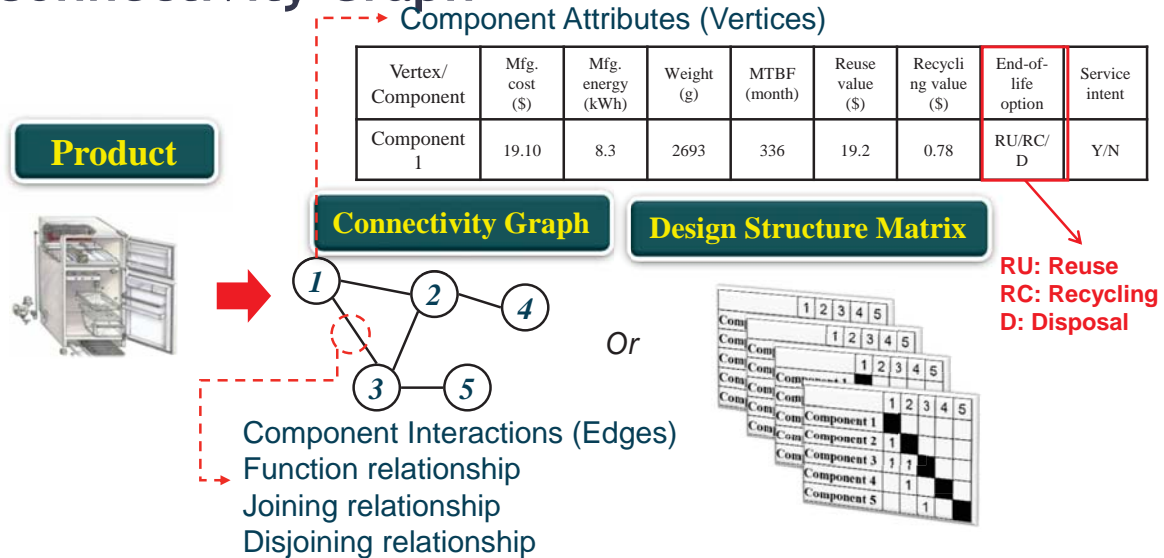 Component Attributes (Vertices)
Vertex/
Component
Mfg.
cost
($)
Mfg.
energy
(kWh)
Weight
(g)
MTBF
(month)
Reuse
value
($)
Recycli
ng value
($)
End-of-
life
option
Service
intent
Component
1
19.10
8.3
2693
336
19.2
0.78
RU/RC/
D
Y/N
Product
Connectivity Graph
Design Structure Matrix
RU: Reuse
RC: Recycling
D: Disposal
1
2
4
3
5
Or
1 2 3 4 5
1 2 3 4 5
1 2 3 4 5
1 2 3 4 5
Component 1
Component 2 1
Component 3 1 1
Component 4 1
Component 5 1
Component Interactions (Edges)
Function relationship
Joining relationship
Disjoining relationship